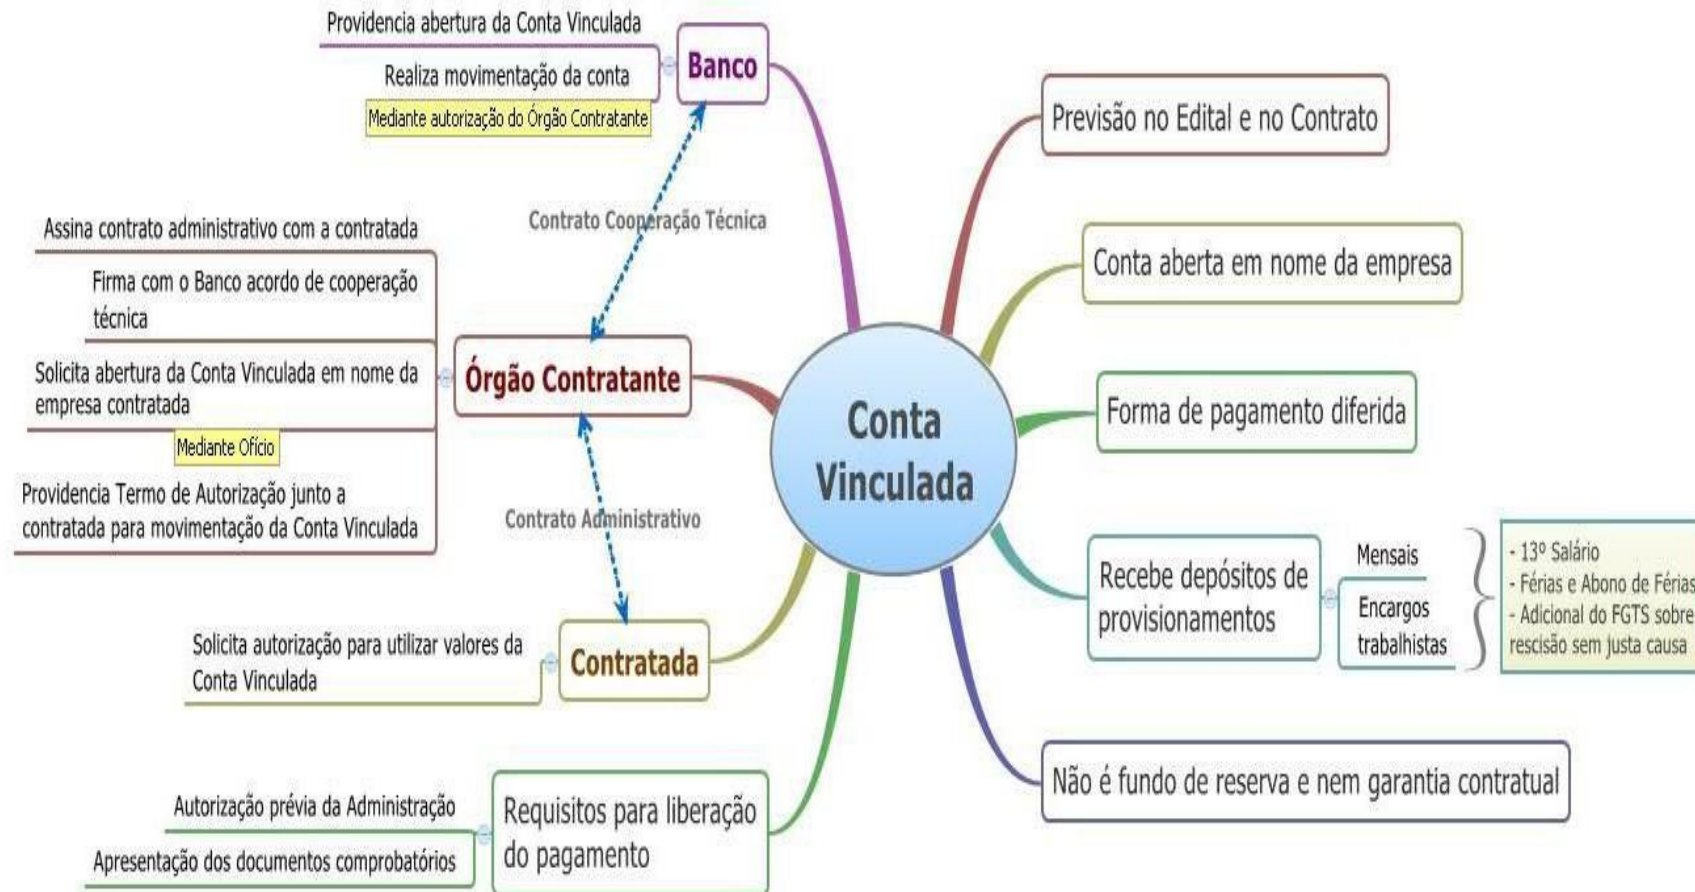 Providencia abertura da Conta Vinculada
Realiza movimentação da conta
Mediante autorização do Órgão Contratante
Banco
Contrato Cooperação Técnica
Assina contrato administrativo com a contratada
Firma com o Banco acordo de cooperação
técnica
Solicita abertura da Conta Vinculada em nome da
empresa contratada
Mediante Ofício
Providencia Termo de Autorização junto a
contratada para movimentação da Conta Vinculada
Órgão Contratante
Contrato Administrativo
Solicita autorização para utilizar valores da
Conta Vinculada
Contratada
Autorização prévia da Administração
Apresentação dos documentos comprobatórios
Requisitos para liberação
do pagamento
Conta
Vinculada
Previsão no Edital e no Contrato
Conta aberta em nome da empresa
Forma de pagamento diferida
Recebe depósitos de
provisionamentos
Mensais
Encargos
trabalhistas
- 13º Salário
- Férias e Abono de Férias
- Adicional do FGTS sobre
rescisão sem justa causa
Não é fundo de reserva e nem garantia contratual